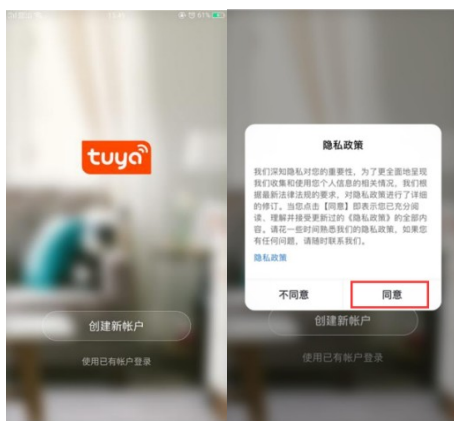 61%
tuya
创建新帐户
使用已有帐户登录
隐私政策
我们深知隐私对您的重要性，为了更全面地呈现
我们收集和使用您个人信息的相关情况，我们根
据最新法律法规的要求，对隐私政策进行了详细
的修订。当您点击【同意】即表示您已充分阅
读、理解并接受更新过的《隐私政策》的全部内
容。请花一些时间熟悉我们的隐私政策，如果您
有任何问题，请随时联系我们。
隐私政策
不同意
同意
创建新帐户
使用已有帐户登录